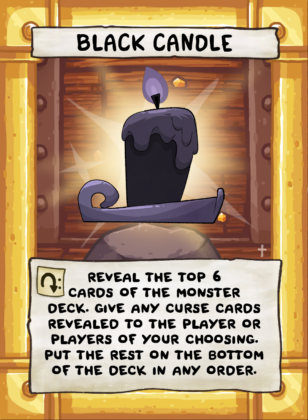 BLACK CANDLE
REVEAL THE TOP 6
CARDS OF THE MONSTER
DECK. GIVE ANY CURSE CARDS
REVEALED TO THE PLAYER OR
PLAYERS OF YOUR CHOOSING.
PUT THE REST ON THE BOTTOM
OF THE DECK IN ANY ORDER.